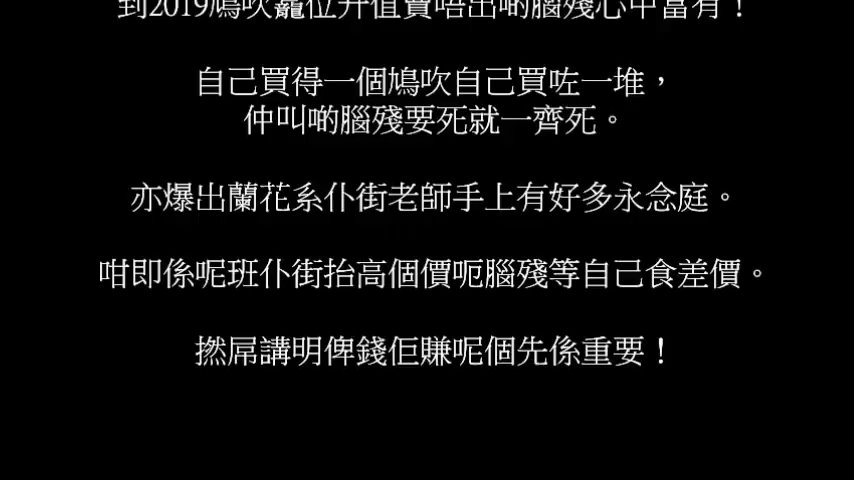 到2019鳩吹龕位升值賣唔出啲腦殘心中富有！
自己買得一個鳩吹自己買咗一堆，
仲叫啲腦殘要死就一齊死。
亦爆出蘭花系仆街老師手上有好多永念庭。
咁即係呢班仆街抬高個價呃腦殘等自己食差價。
撚屌講明俾錢佢賺呢個先係重要！